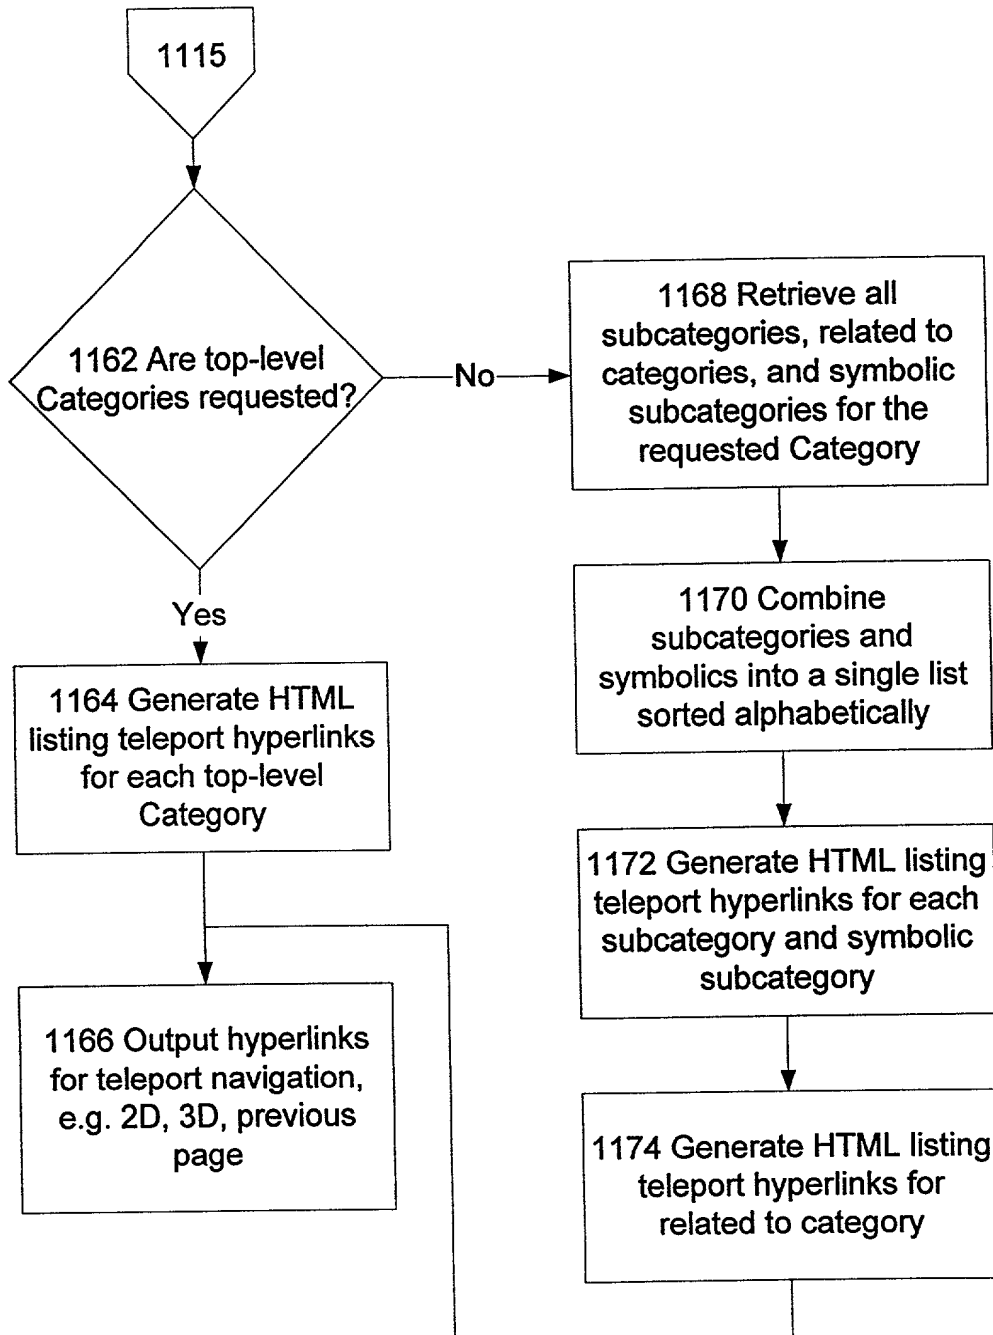 1115
1162 Are top-level
Categories requested?
No
Yes
1164 Generate HTML
listing teleport hyperlinks
for each top-level
Category
1166 Output hyperlinks
for teleport navigation,
e.g. 2D, 3D, previous
page
1168 Retrieve all
subcategories, related to
categories, and symbolic
subcategories for the
requested Category
1170 Combine
subcategories and
symbolics into a single list
sorted alphabetically
1172 Generate HTML listing
teleport hyperlinks for each
subcategory and symbolic
subcategory
1174 Generate HTML listing
teleport hyperlinks for
related to category